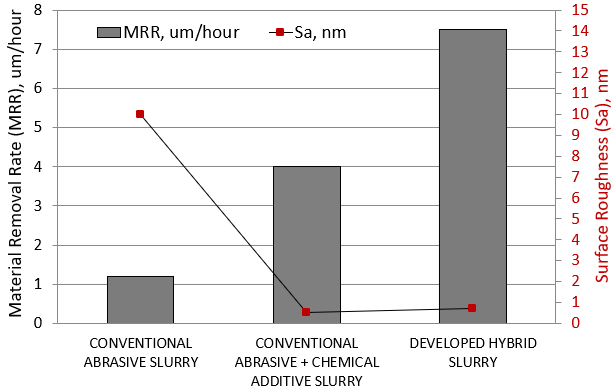 MRR, um/hour
Sa, nm
Material Removal Rate (MRR), um/hour
8
7
6
5
4
3
2
1
0
15
14
13
12
11
10
9
8
7
6
5
4
3
2
1
0
Surface Roughness (Sa), nm
CONVENTIONAL
ABRASIVE SLURRY
CONVENTIONAL
ABRASIVE + CHEMICAL
ADDITIVE SLURRY
DEVELOPED HYBRID
SLURRY